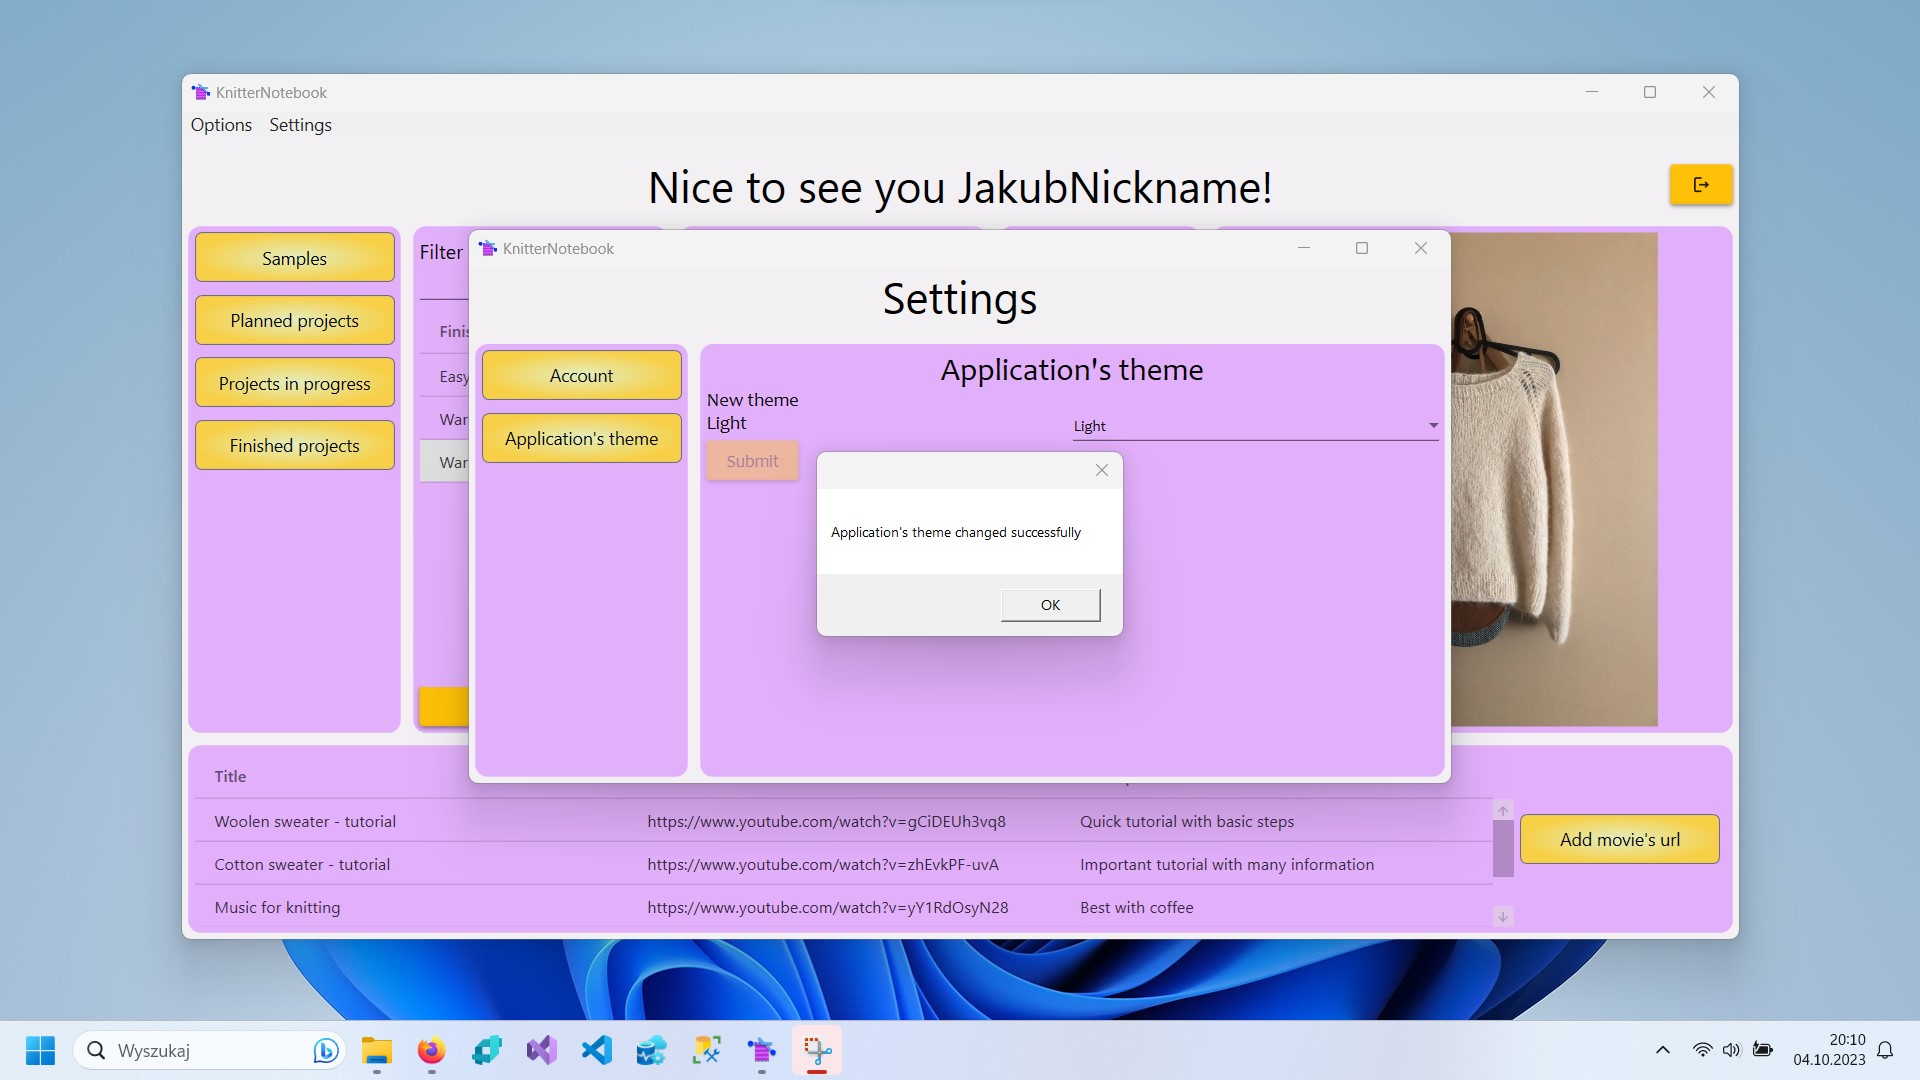 KnitterNotebook
Options Settings
Nice to see you JakubNickname!
Samples
Planned projects
Projects in progress
Finished projects
Filter
Easy
KnitterNotebook
Settings
Account
Application's theme
Application's theme
New theme
Light
Light
Submit
Application's theme changed successfully
OK
Title
Woolen sweater - tutorial https://www.youtube.com/watch?v=gCiDEUh3vq8 Quick tutorial with basic steps
Cotton sweater - tutorial https://www.youtube.com/watch?v=zhEvkPF-uvA Important tutorial with many information
Music for knitting https://www.youtube.com/watch?v=yY1RdOsyN28 Best with coffee
Add movie's url
Wyszukaj
20:10
04.10.2023